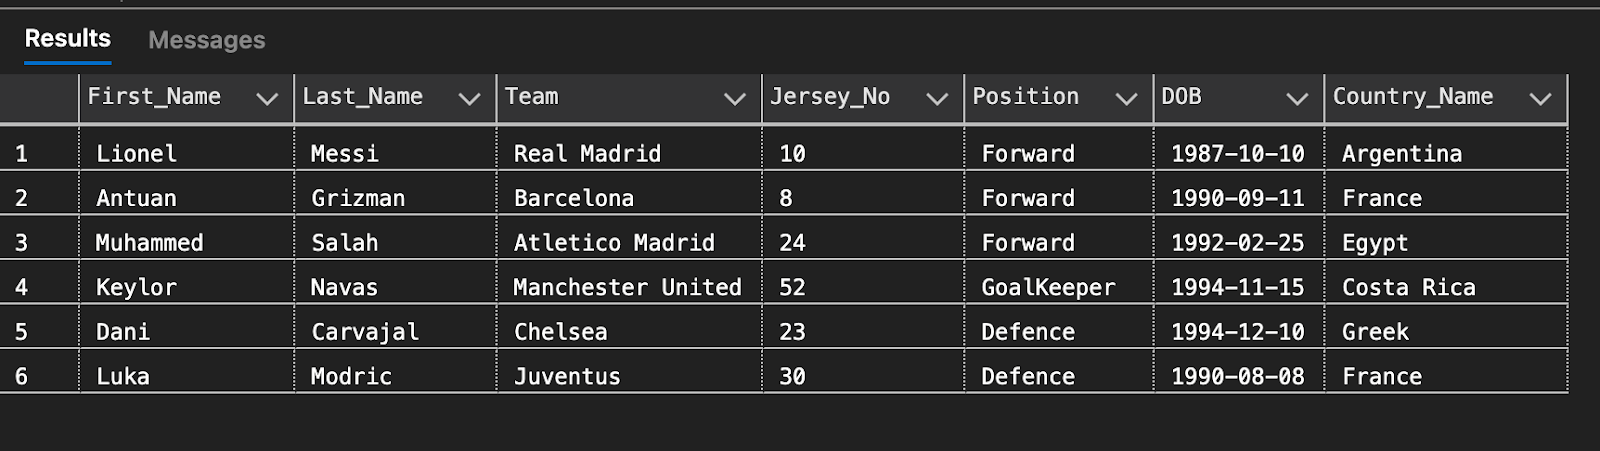 Results Messages
First_Name Last_Name Team Jersey_No Position DOB Country_Name
1 Lionel Messi Real Madrid 10 Forward 1987-10-10 Argentina
2 Antuan Grizman Barcelona 8 Forward 1990-09-11 France
3 Muhammed Salah Atletico Madrid 24 Forward 1992-02-25 Egypt
4 Keylor Navas Manchester United 52 GoalKeeper 1994-11-15 Costa Rica
5 Dani Carvajal Chelsea 23 Defence 1994-12-10 Greek
6 Luka Modric Juventus 30 Defence 1990-08-08 France